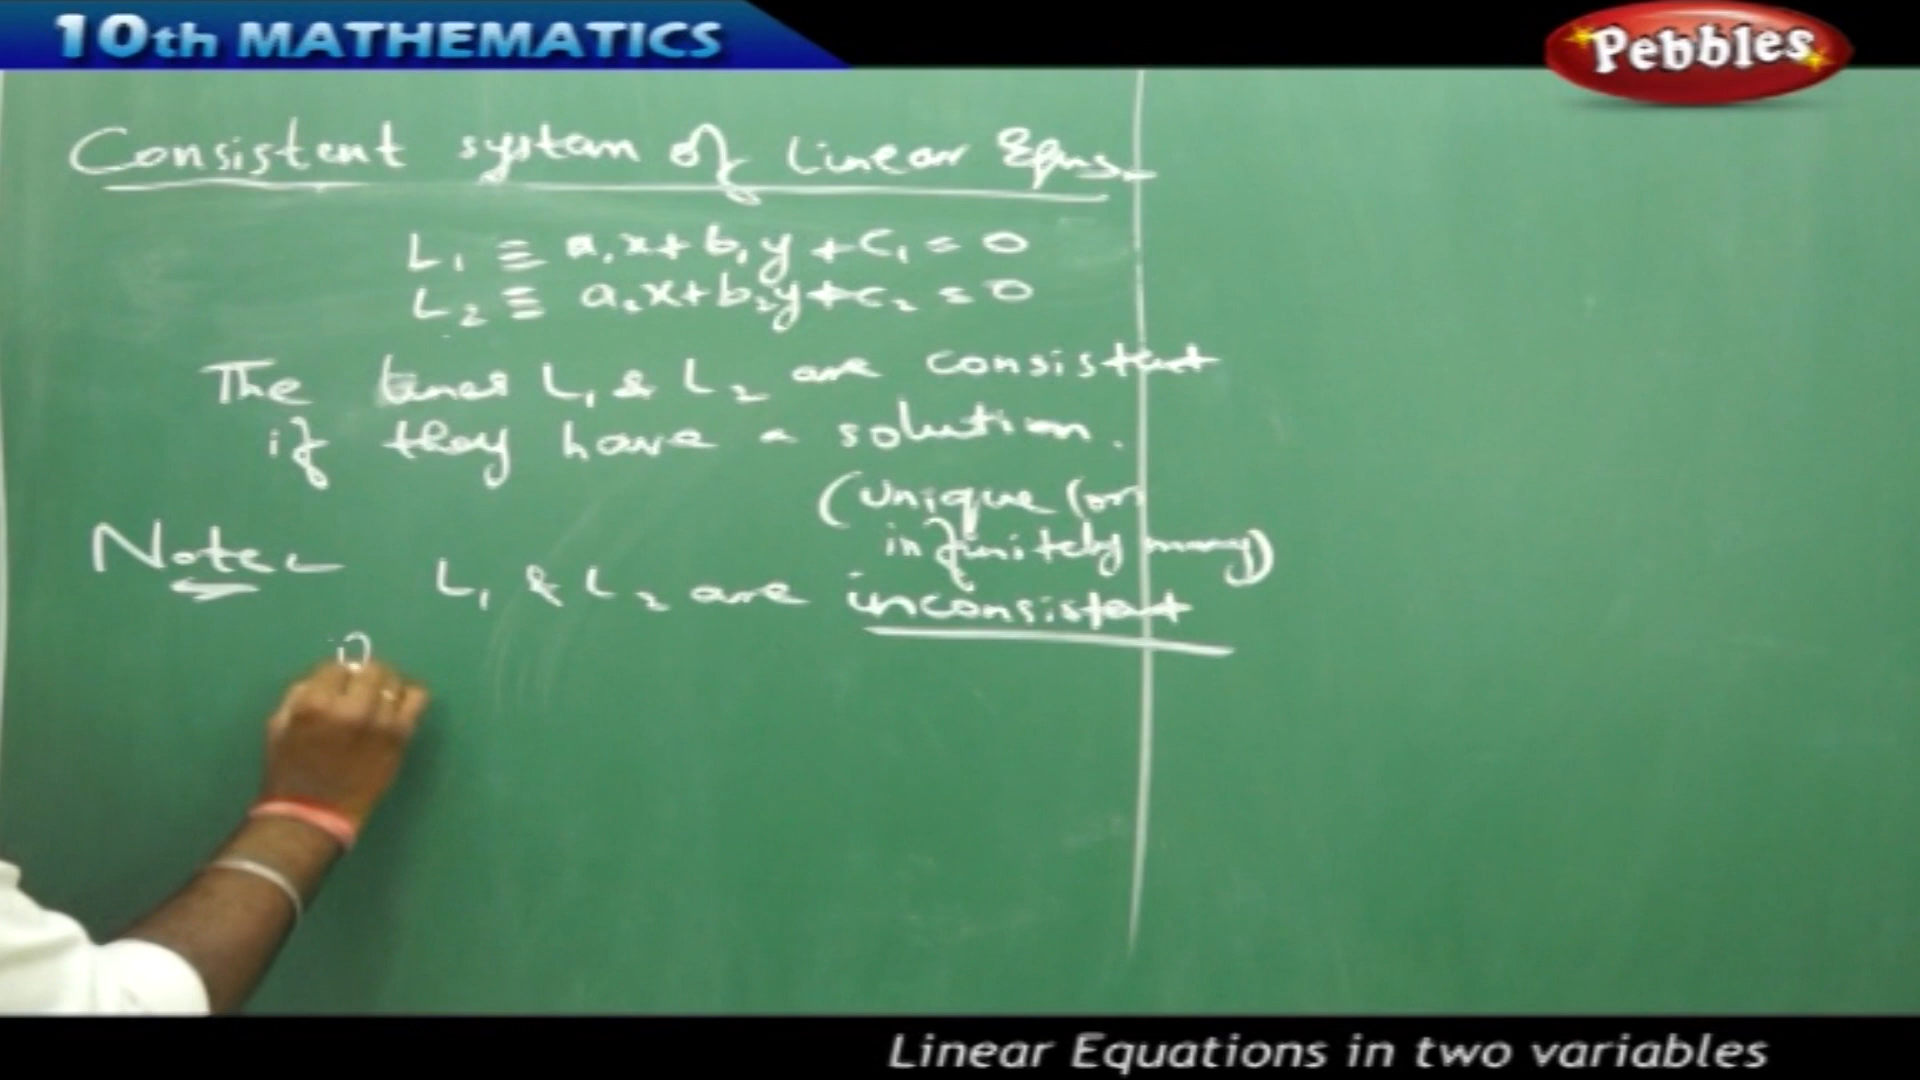 10th MATHEMATICS
Pebbles
Consistent system of Linear Eqns.
L₁ ≡ a₁x + b₁y + c₁ = 0
L₂ ≡ a₂x + b₂y + c₂ = 0
The lines L₁ & L₂ are consistent
if they have a solution.
(unique (or)
infinitely many)
Note:-
L₁ & L₂ are inconsistent
Linear Equations in two variables